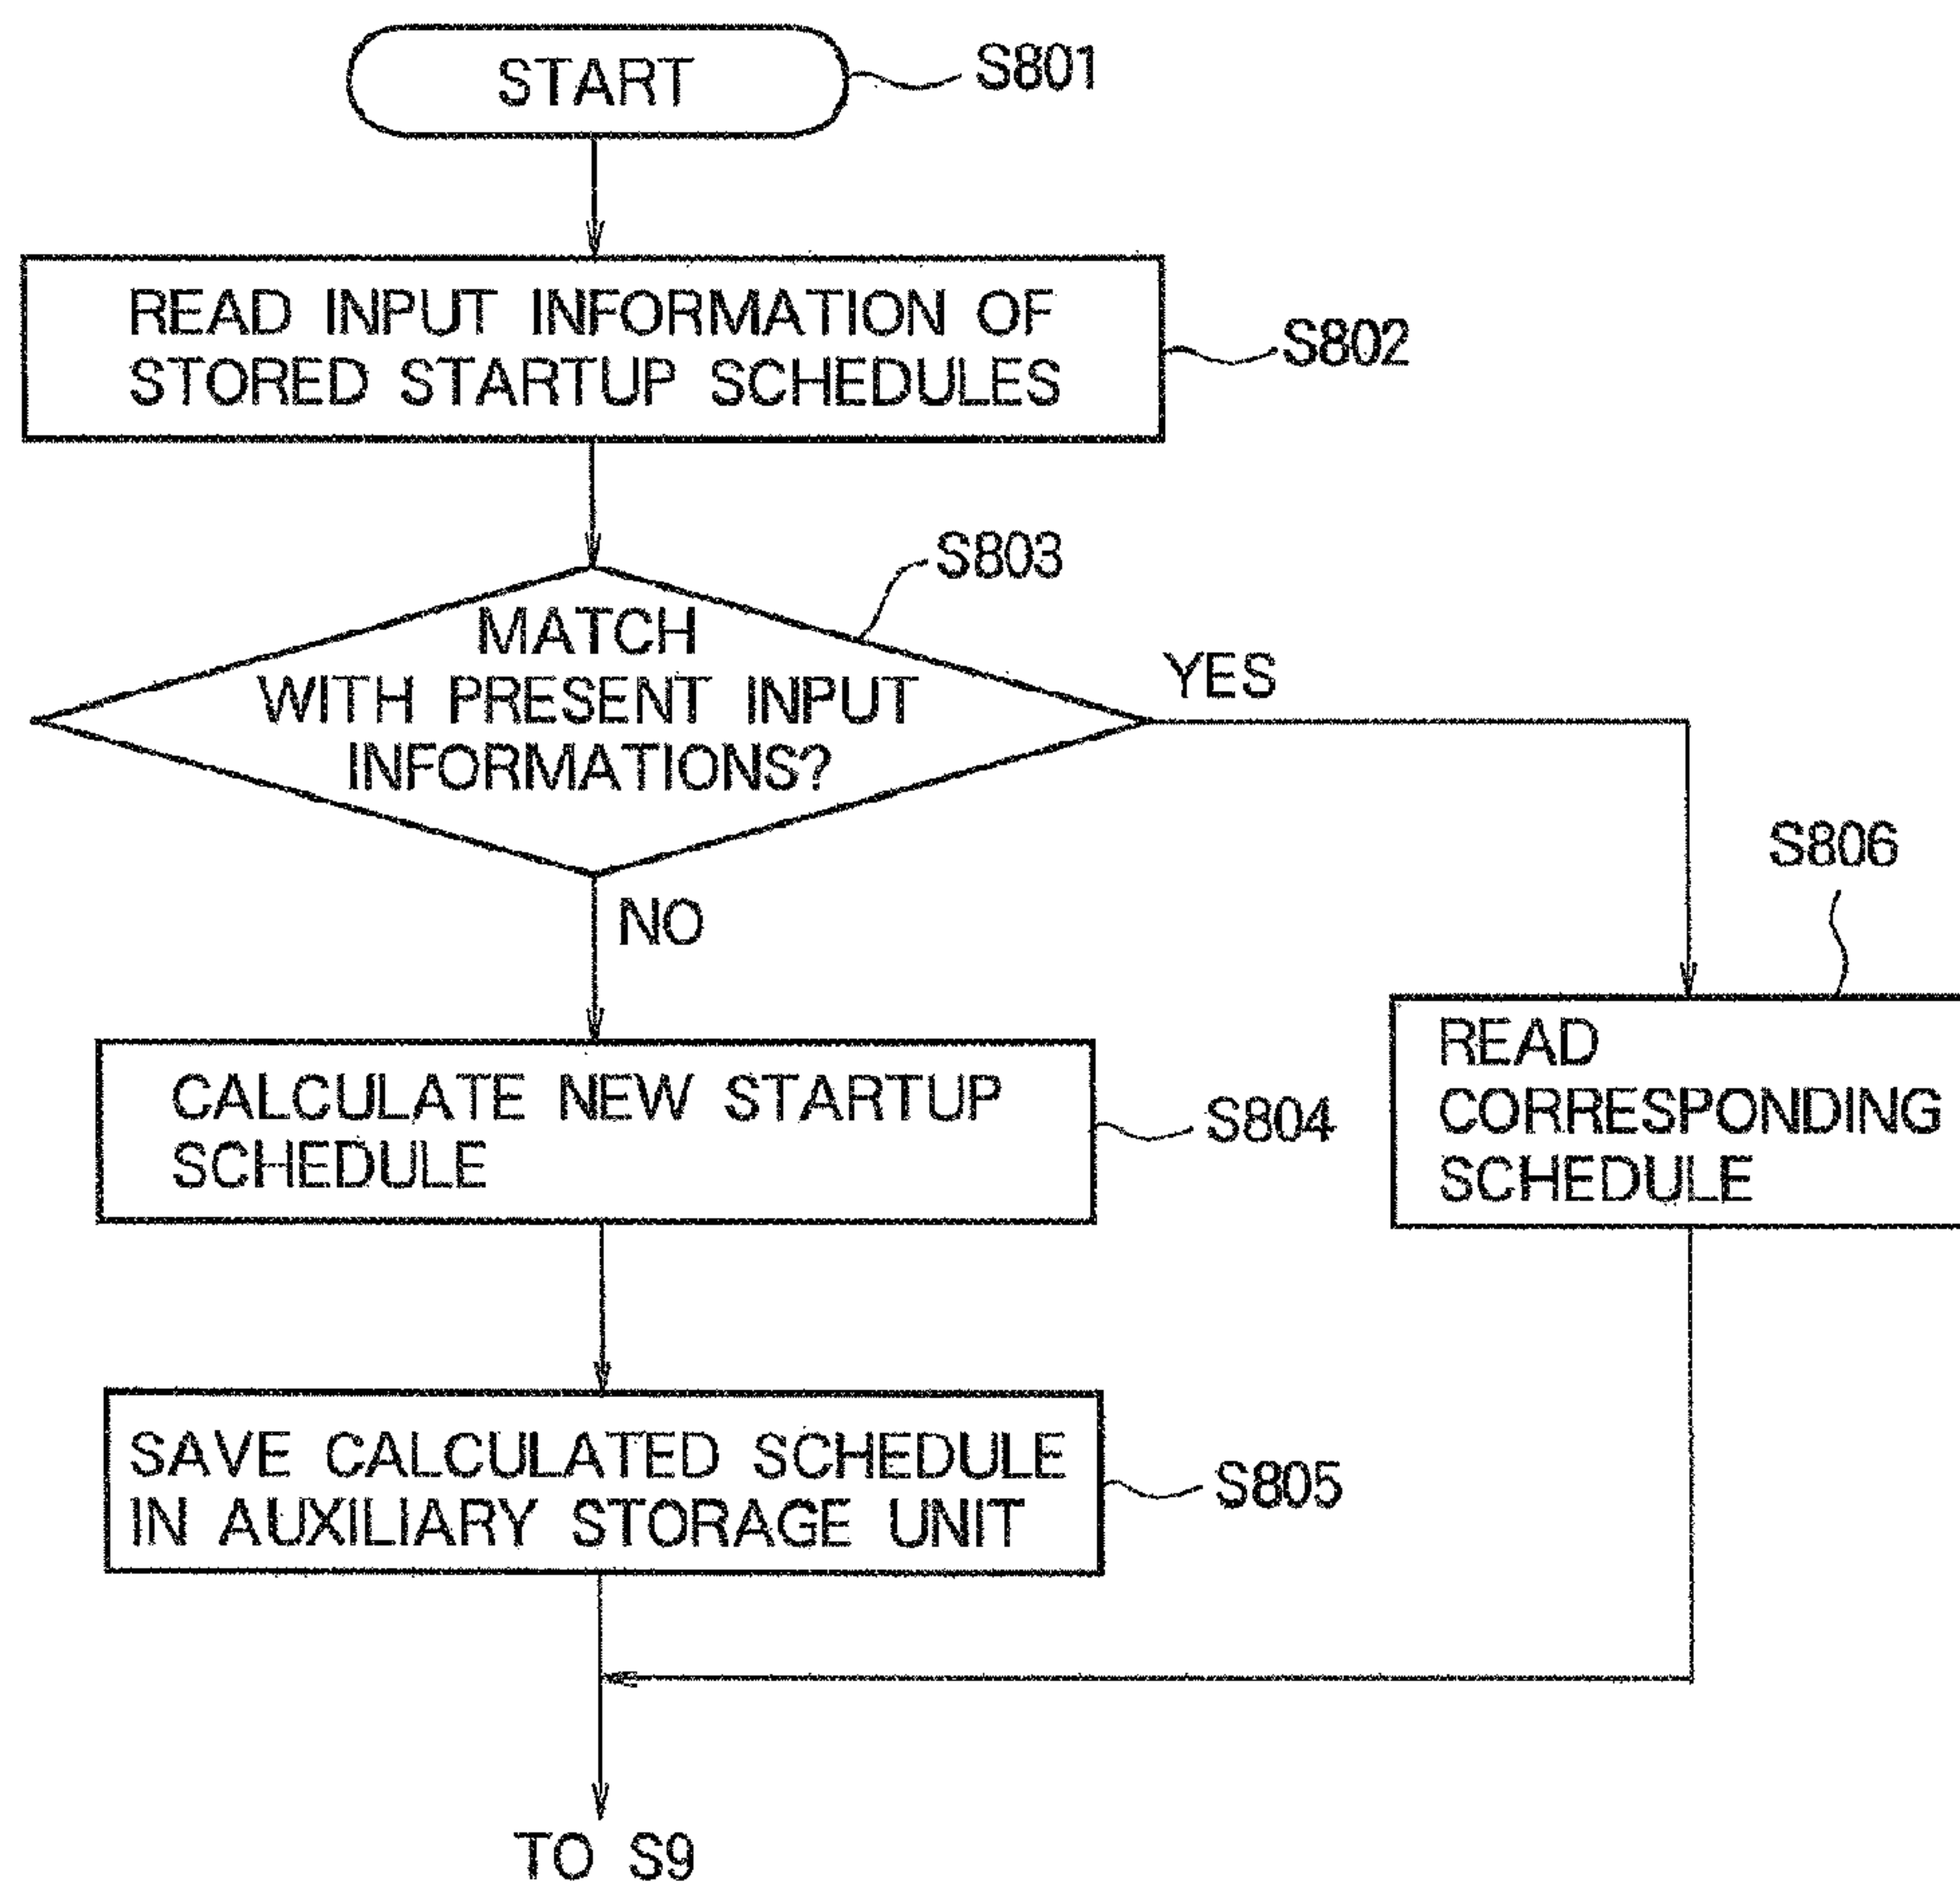 START
S801
READ INPUT INFORMATION OF
STORED STARTUP SCHEDULES
S802
S803
MATCH
WITH PRESENT INPUT
INFORMATIONS?
YES
NO
S806
READ
CORRESPONDING
SCHEDULE
CALCULATE NEW STARTUP
SCHEDULE
S804
SAVE CALCULATED SCHEDULE
IN AUXILIARY STORAGE UNIT
S805
TO S9